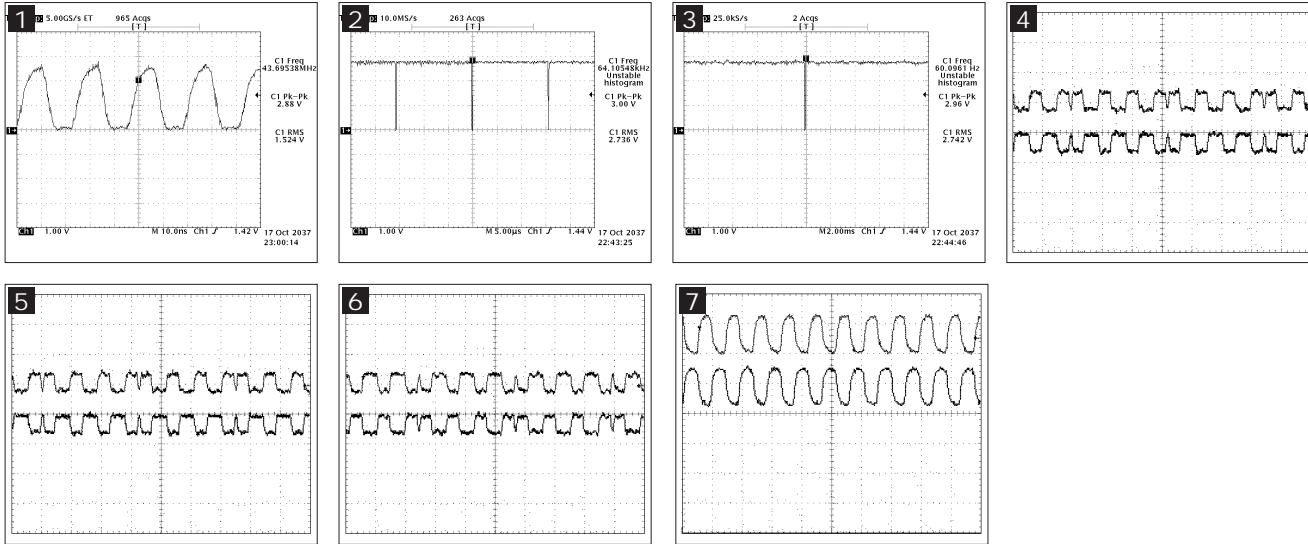 1
5.00GS/s ET 965 Acqs
[ T ]
C1 Freq
43.69538MHz
C1 Pk-Pk
2.88 V
C1 RMS
1.524 V
1→
Ch1 1.00 V M 10.0ns Ch1 ʃ 1.42 V
17 Oct 2037
23:00:14
2
10.0MS/s 263 Acqs
[ T ]
C1 Freq
64.10548kHz
Unstable
histogram
C1 Pk-Pk
3.00 V
C1 RMS
2.736 V
1→
Ch1 1.00 V M 5.00µs Ch1 ʃ 1.44 V
17 Oct 2037
22:43:25
3
25.0kS/s 2 Acqs
[ T ]
C1 Freq
60.0961 Hz
Unstable
histogram
C1 Pk-Pk
2.96 V
C1 RMS
2.742 V
1→
Ch1 1.00 V M2.00ms Ch1 ʃ 1.44 V
17 Oct 2037
22:44:46
4
5
6
7